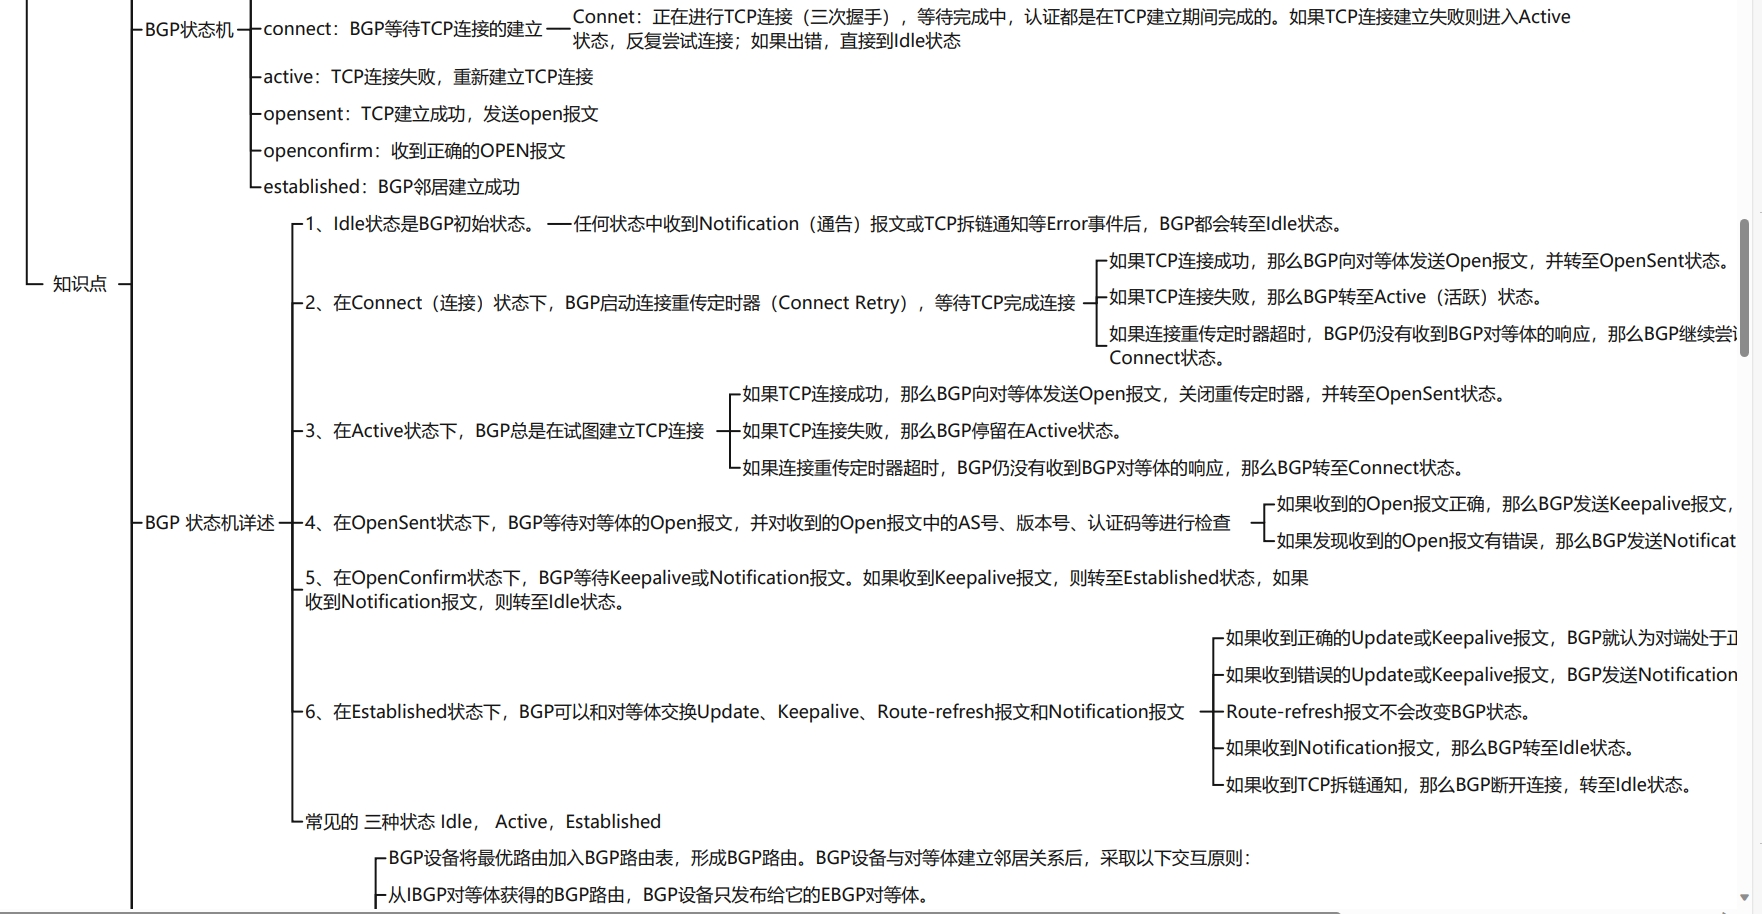 BGP状态机
connect：BGP等待TCP连接的建立
Connet：正在进行TCP连接（三次握手），等待完成中，认证都是在TCP建立期间完成的。如果TCP连接建立失败则进入Active
状态，反复尝试连接；如果出错，直接到Idle状态
active：TCP连接失败，重新建立TCP连接
opensent：TCP建立成功，发送open报文
openconfirm：收到正确的OPEN报文
established：BGP邻居建立成功
知识点
BGP 状态机详述
1、Idle状态是BGP初始状态。
任何状态中收到Notification（通告）报文或TCP拆链通知等Error事件后，BGP都会转至Idle状态。
2、在Connect（连接）状态下，BGP启动连接重传定时器（Connect Retry），等待TCP完成连接
如果TCP连接成功，那么BGP向对等体发送Open报文，并转至OpenSent状态。
如果TCP连接失败，那么BGP转至Active（活跃）状态。
如果连接重传定时器超时，BGP仍没有收到BGP对等体的响应，那么BGP继续尝
Connect状态。
3、在Active状态下，BGP总是在试图建立TCP连接
如果TCP连接成功，那么BGP向对等体发送Open报文，关闭重传定时器，并转至OpenSent状态。
如果TCP连接失败，那么BGP停留在Active状态。
如果连接重传定时器超时，BGP仍没有收到BGP对等体的响应，那么BGP转至Connect状态。
4、在OpenSent状态下，BGP等待对等体的Open报文，并对收到的Open报文中的AS号、版本号、认证码等进行检查
如果收到的Open报文正确，那么BGP发送Keepalive报文，
如果发现收到的Open报文有错误，那么BGP发送Notificat
5、在OpenConfirm状态下，BGP等待Keepalive或Notification报文。如果收到Keepalive报文，则转至Established状态，如果
收到Notification报文，则转至Idle状态。
6、在Established状态下，BGP可以和对等体交换Update、Keepalive、Route-refresh报文和Notification报文
如果收到正确的Update或Keepalive报文，BGP就认为对端处于正
如果收到错误的Update或Keepalive报文，BGP发送Notification
Route-refresh报文不会改变BGP状态。
如果收到Notification报文，那么BGP转至Idle状态。
如果收到TCP拆链通知，那么BGP断开连接，转至Idle状态。
常见的 三种状态 Idle， Active，Established
BGP设备将最优路由加入BGP路由表，形成BGP路由。BGP设备与对等体建立邻居关系后，采取以下交互原则：
从IBGP对等体获得的BGP路由，BGP设备只发布给它的EBGP对等体。